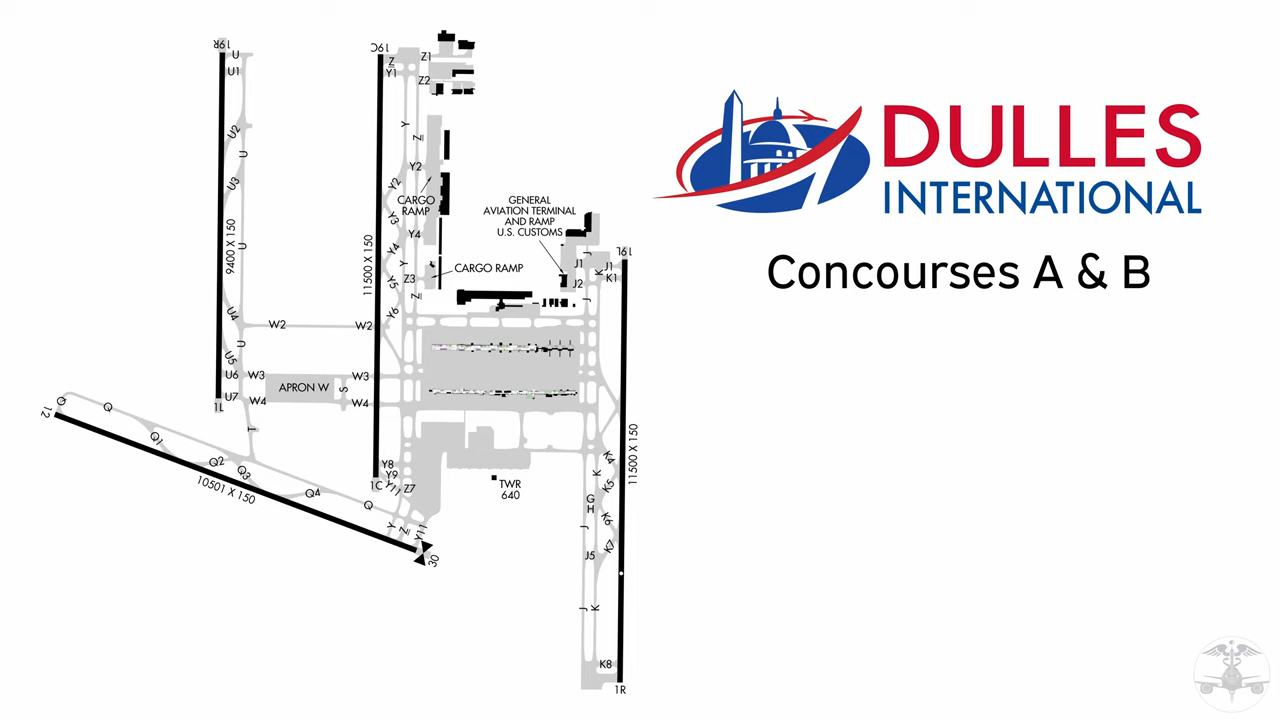 DULLES
INTERNATIONAL
Concourses A & B
19R
U
U1
U2
U
U3
9400 X 150
U
U4
U
U5
U6
U7
1L
W2
W2
W3
W3
W4
W4
APRON W
S
T
19C
Z
Y1
Z1
Z2
Y
Z
Y2
Y2
CARGO
RAMP
Y3
Y4
Y4
11500 X 150
Y
Z3
Y5
Z
Y6
CARGO RAMP
GENERAL
AVIATION TERMINAL
AND RAMP
U.S. CUSTOMS
J
J1
J2
K
J1
K1
19L
J
12
Q
Q
Q1
Q2
Q3
Q4
Q
10501 X 150
Y8
Y9
1C
Y11
Z7
Y
Z
Y11
30
TWR
640
11500 X 150
K4
K
K5
G
H
K6
J
K7
J5
J
K
K8
1R